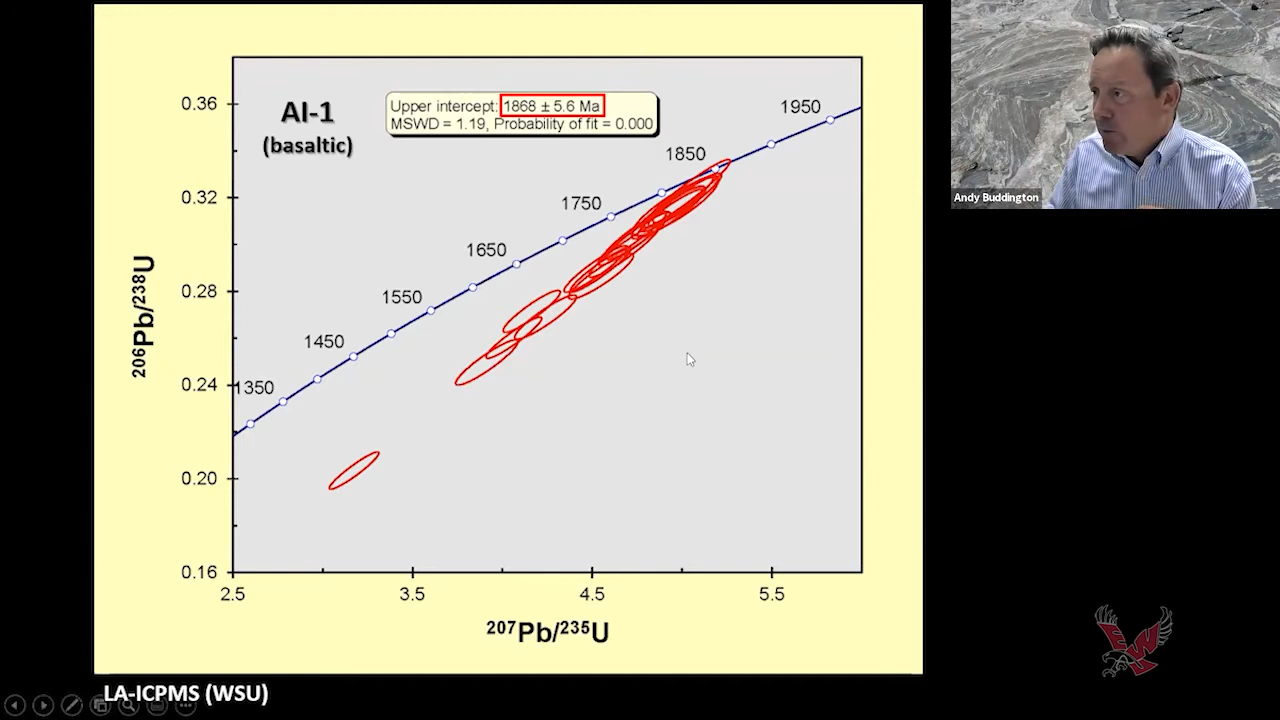 AI-1
(basaltic)
Upper intercept: 1868 ± 5.6 Ma
MSWD = 1.19, Probability of fit = 0.000
0.36
0.32
0.28
0.24
0.20
0.16
1350
1450
1550
1650
1750
1850
1950
2.5
3.5
4.5
5.5
206Pb/238U
207Pb/235U
LA-ICPMS (WSU)
Andy Buddington
EWU